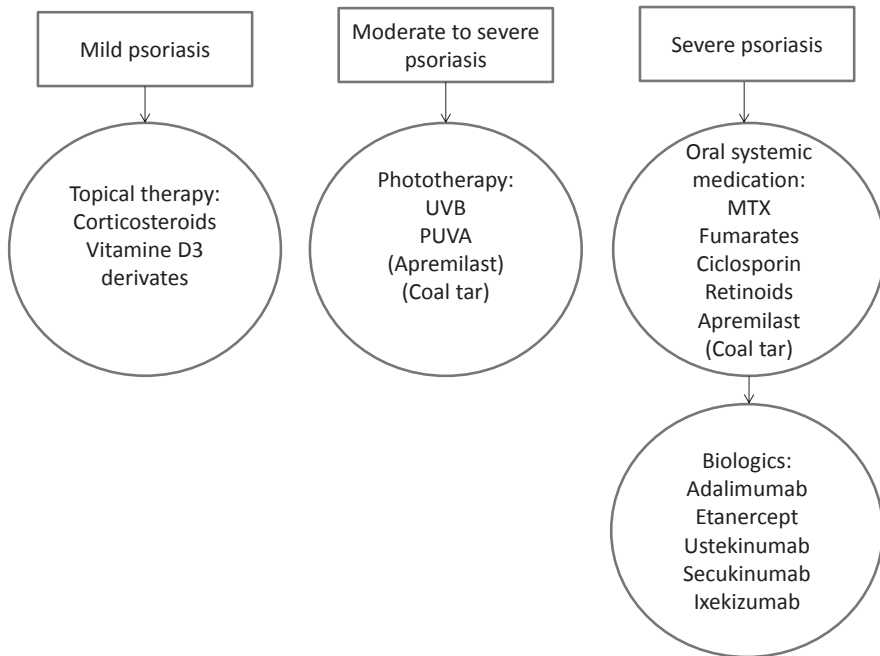 Mild psoriasis
Topical therapy:
Corticosteroids
Vitamine D3
derivates
Moderate to severe
psoriasis
Phototherapy:
UVB
PUVA
(Apremilast)
(Coal tar)
Severe psoriasis
Oral systemic
medication:
MTX
Fumarates
Ciclosporin
Retinoids
Apremilast
(Coal tar)
Biologics:
Adalimumab
Etanercept
Ustekinumab
Secukinumab
Ixekizumab